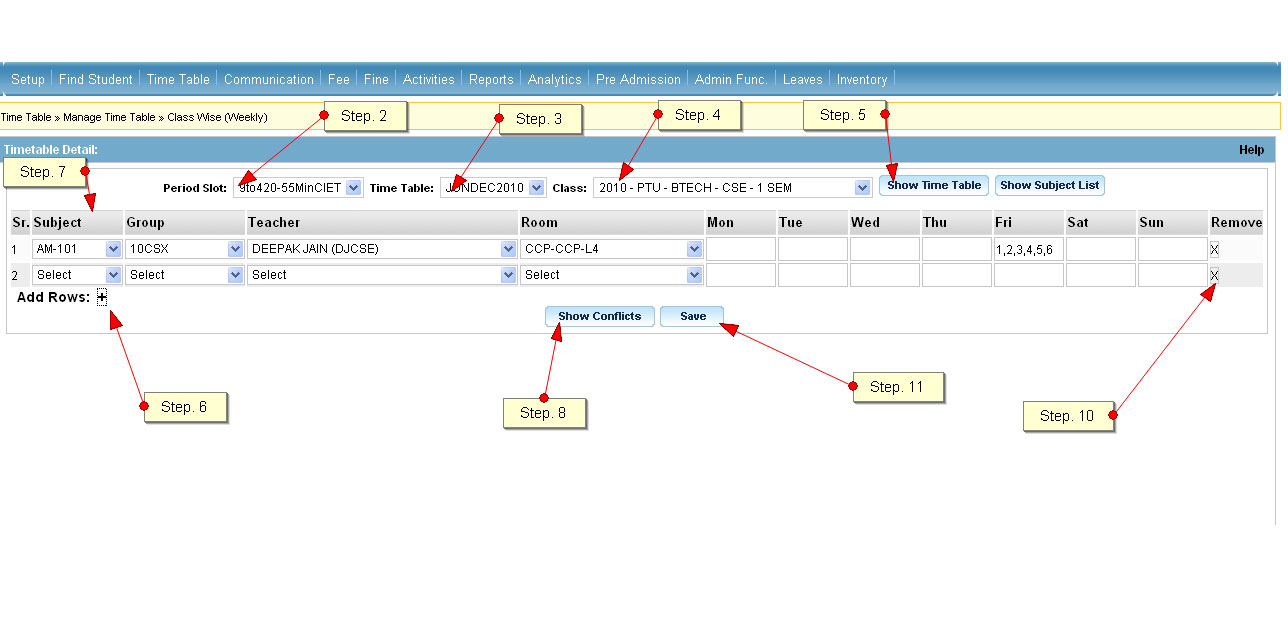 Setup Find Student Time Table Communication Fee Fine Activities Reports Analytics Pre Admission Admin Func. Leaves Inventory
Time Table » Manage Time Table » Class Wise (Weekly)
Step. 2
Step. 3
Step. 4
Step. 5
Timetable Detail: Help
Step. 7
Period Slot: 9to420-55MinCIET Time Table: JUNDEC2010 Class: 2010 - PTU - BTECH - CSE - 1 SEM Show Time Table Show Subject List
Sr. Subject Group Teacher Room Mon Tue Wed Thu Fri Sat Sun Remove
1 AM-101 10CSX DEEPAK JAIN (DJCSE) CCP-CCP-L4 1,2,3,4,5,6 X
2 Select Select Select Select X
Add Rows: +
Show Conflicts Save
Step. 6
Step. 8
Step. 11
Step. 10